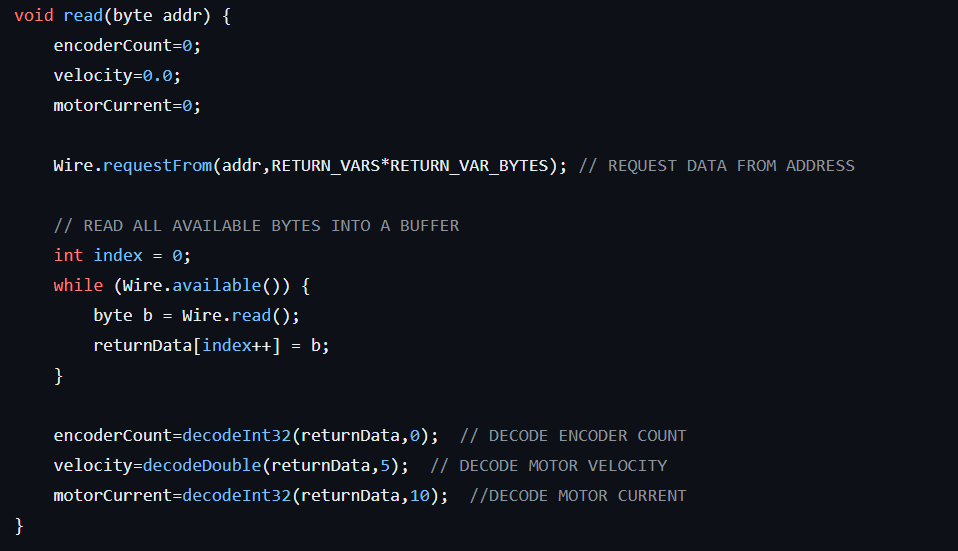 void read(byte addr) {
    encoderCount=0;
    velocity=0.0;
    motorCurrent=0;

    Wire.requestFrom(addr,RETURN_VARS*RETURN_VAR_BYTES); // REQUEST DATA FROM ADDRESS

    // READ ALL AVAILABLE BYTES INTO A BUFFER
    int index = 0;
    while (Wire.available()) {
        byte b = Wire.read();
        returnData[index++] = b;
    }

    encoderCount=decodeInt32(returnData,0);  // DECODE ENCODER COUNT
    velocity=decodeDouble(returnData,5);  // DECODE MOTOR VELOCITY
    motorCurrent=decodeInt32(returnData,10);  //DECODE MOTOR CURRENT
}